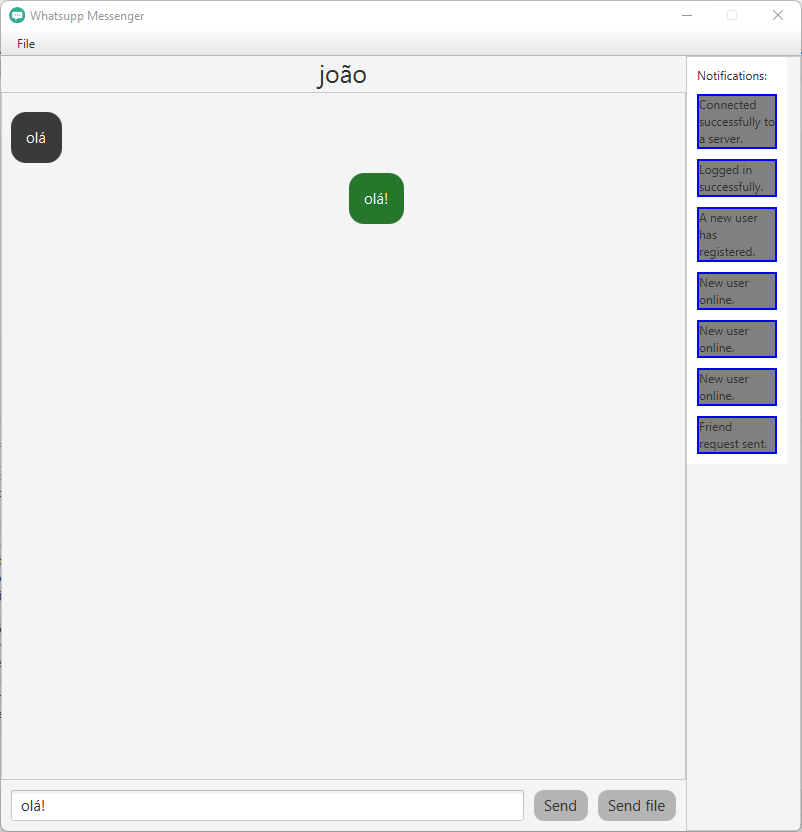 Whatsupp Messenger
File
joão
olá
olá!
olá!
Send
Send file
Notifications:
Connected
successfully to
a server.
Logged in
successfully.
A new user
has
registered.
New user
online.
New user
online.
New user
online.
Friend
request sent.